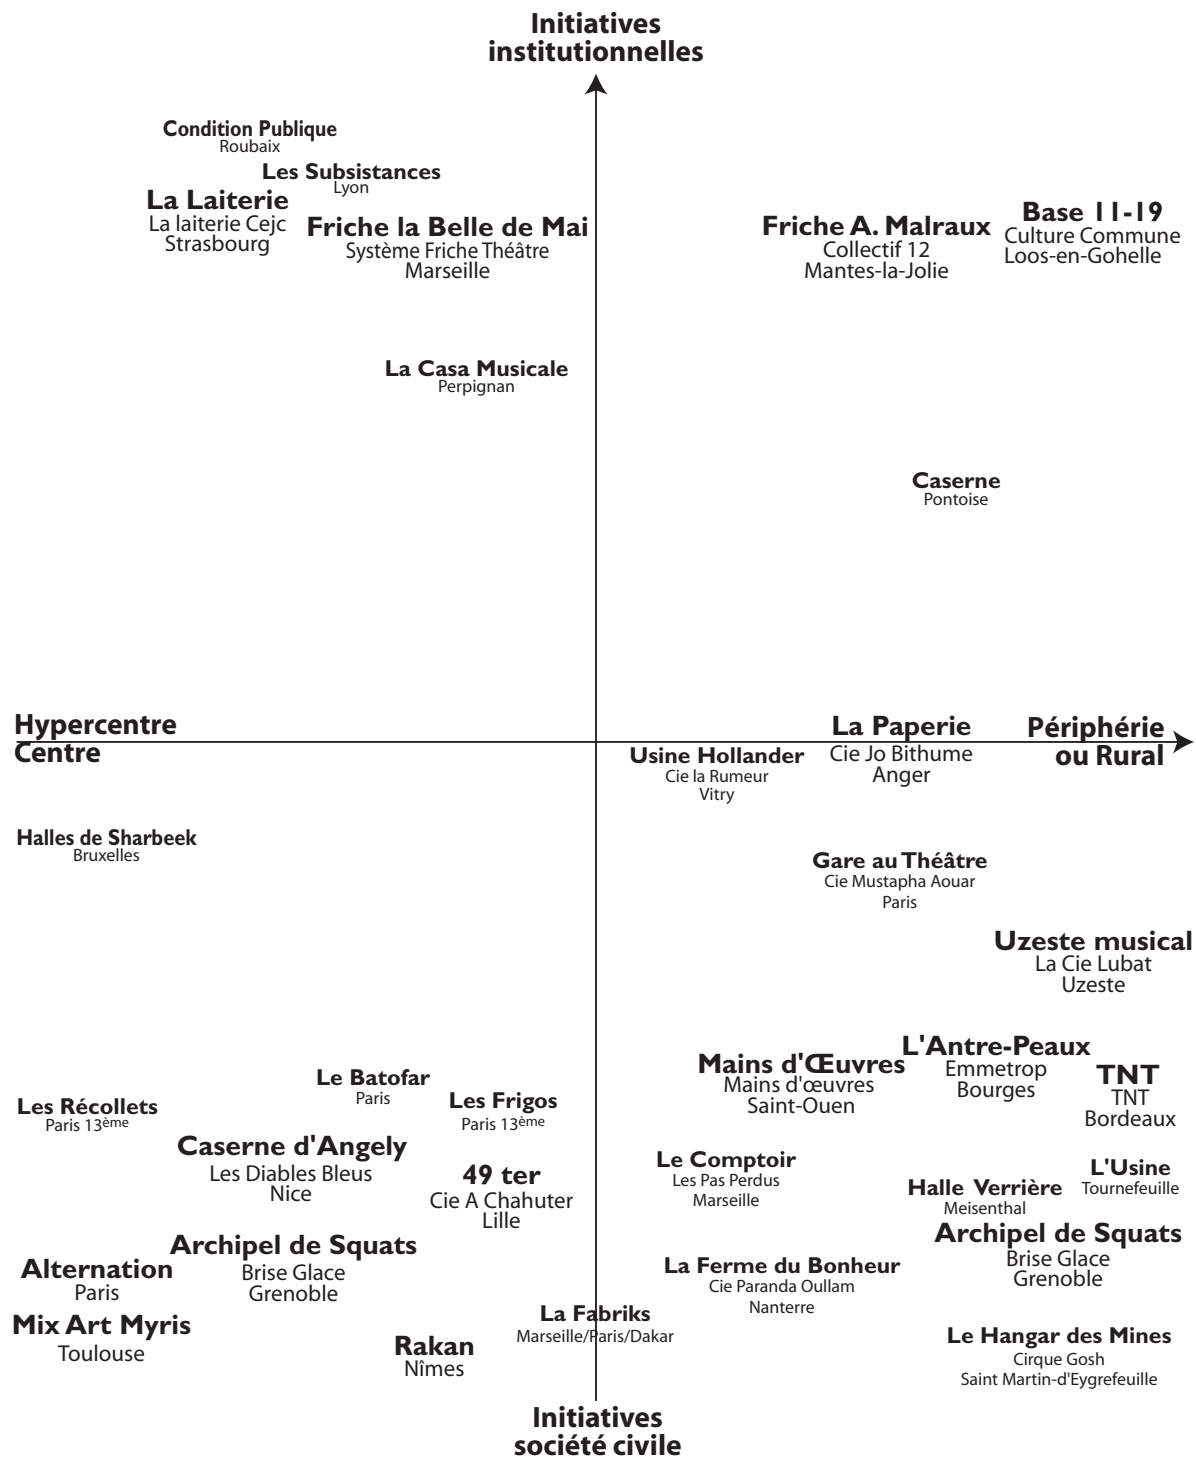 Initiatives
institutionnelles
Condition Publique
Roubaix
Les Subsistances
Lyon
La Laiterie
La laiterie Cejc
Strasbourg
Friche la Belle de Mai
Système Friche Théâtre
Marseille
Friche A. Malraux
Collectif 12
Mantes-la-Jolie
Base 11-19
Culture Commune
Loos-en-Gohelle
La Casa Musicale
Perpignan
Caserne
Pontoise
Hypercentre
Centre
La Paperie
Cie Jo Bithume
Anger
Périphérie
ou Rural
Usine Hollander
Cie la Rumeur
Vitry
Halles de Sharbeek
Bruxelles
Gare au Théâtre
Cie Mustapha Aouar
Paris
Uzeste musical
La Cie Lubat
Uzeste
L'Antre-Peaux
Emmetrop
Bourges
Mains d'Œuvres
Mains d'œuvres
Saint-Ouen
TNT
TNT
Bordeaux
Le Batofar
Paris
Les Récollets
Paris 13ème
Les Frigos
Paris 13ème
Caserne d'Angely
Les Diables Bleus
Nice
49 ter
Cie A Chahuter
Lille
Le Comptoir
Les Pas Perdus
Marseille
L'Usine
Tournefeuille
Halle Verrière
Meisenthal
Archipel de Squats
Brise Glace
Grenoble
Archipel de Squats
Brise Glace
Grenoble
Alternation
Paris
La Ferme du Bonheur
Cie Paranda Oullam
Nanterre
Mix Art Myris
Toulouse
La Fabriks
Marseille/Paris/Dakar
Rakan
Nîmes
Le Hangar des Mines
Cirque Gosh
Saint Martin-d'Eygrefeuille
Initiatives
société civile